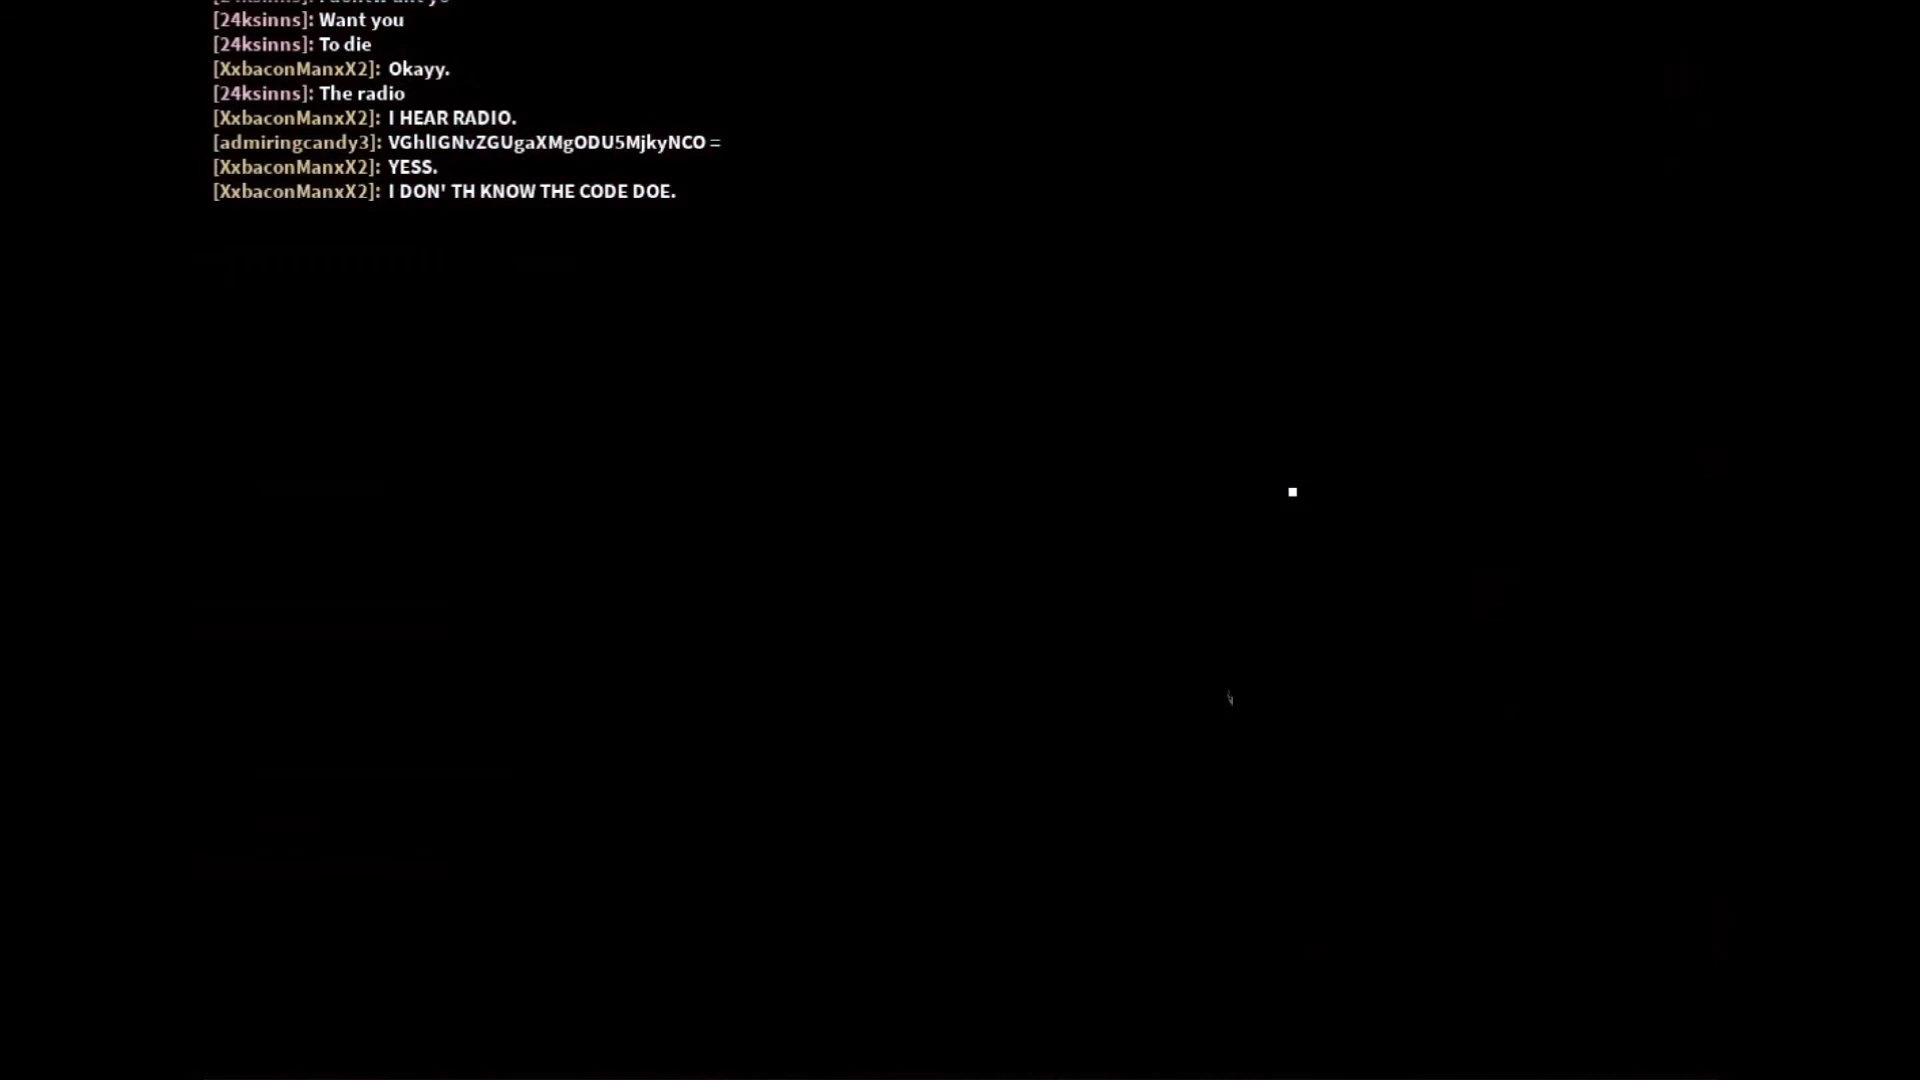 [24ksinns]: Want you
[24ksinns]: To die
[XxbaconManxX2]: Okayy.
[24ksinns]: The radio
[XxbaconManxX2]: I HEAR RADIO.
[admiringcandy3]: VGhlIGNvZGUgaXMgODU5MjkyNCO =
[XxbaconManxX2]: YESS.
[XxbaconManxX2]: I DON' TH KNOW THE CODE DOE.